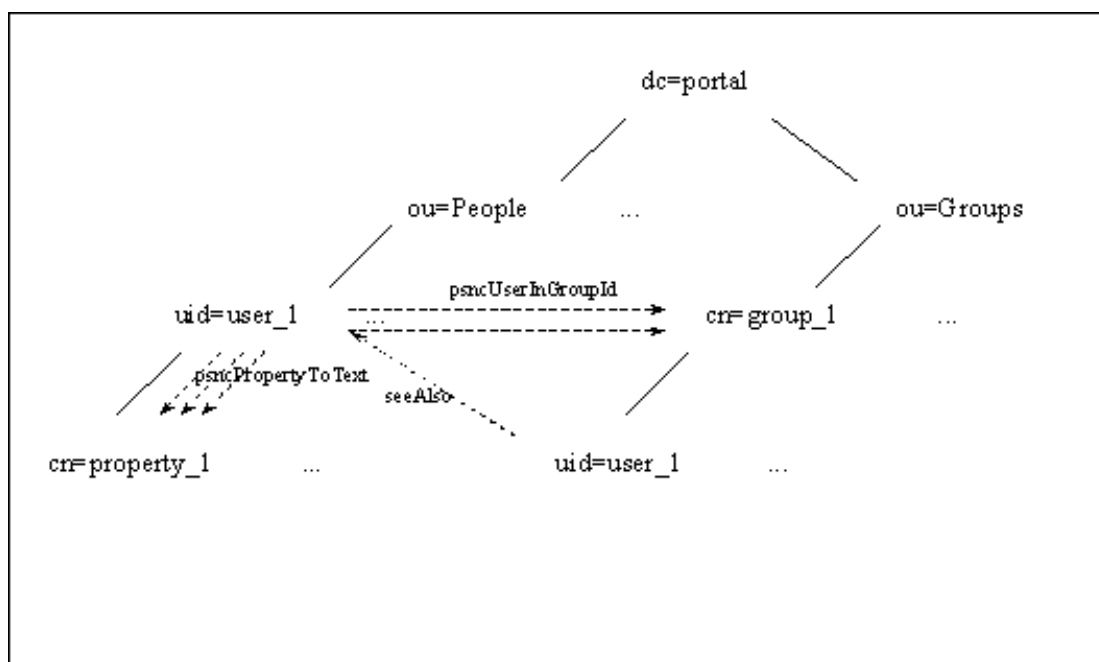 dc=portal
ou=People ... ou=Groups
psncUserInGroupId
uid=user_1 ... cn=group_1 ...
psncPropertyToText
seeAlso
cn=property_1 ... uid=user_1 ...